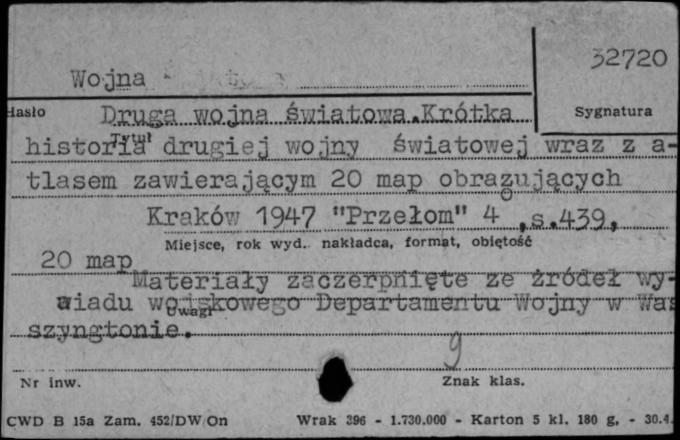 32720
Wojna
Hasło Druga wojna światowa.Krótka Sygnatura
Tytuł
historia drugiej wojny światowej wraz z a-
tlasem zawierającym 20 map obrazujących
Kraków 1947 "Przełom" 4o ,s.439,
Miejsce, rok wyd. nakładca, format, objętość
20 map
Materiały zaczerpnięte ze źródeł wy-
wiadu wojskowego Departamentu Wojny w Wa
Uwagi
szyngtonie.
9
Nr inw. Znak klas.
CWD B 15a Zam. 452/DW/On Wrak 396 - 1.730.000 - Karton 5 kl. 180 g, - 30.4.